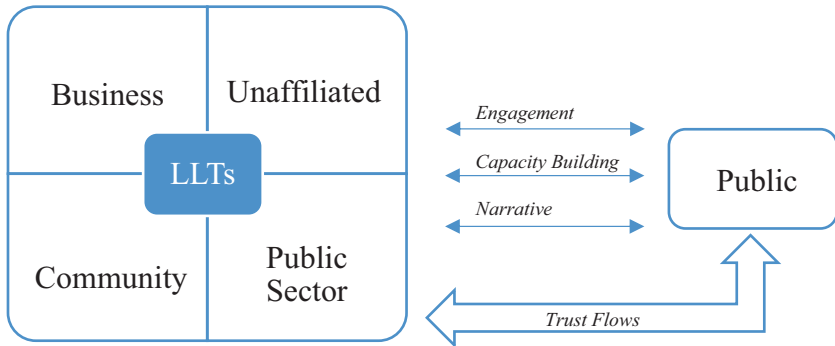 Business
Unaffiliated
LLTs
Community
Public
Sector
Engagement
Capacity Building
Narrative
Public
Trust Flows